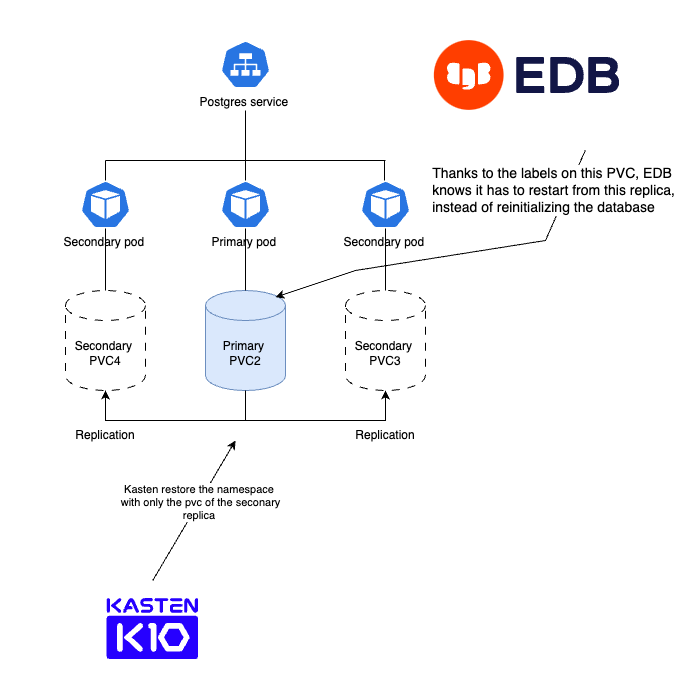 Postgres service
EDB
Thanks to the labels on this PVC, EDB
knows it has to restart from this replica,
instead of reinitializing the database
Secondary pod
Primary pod
Secondary pod
Secondary
PVC4
Primary
PVC2
Secondary
PVC3
Replication
Replication
Kasten restore the namespace
with only the pvc of the seconary
replica
KASTEN
K10